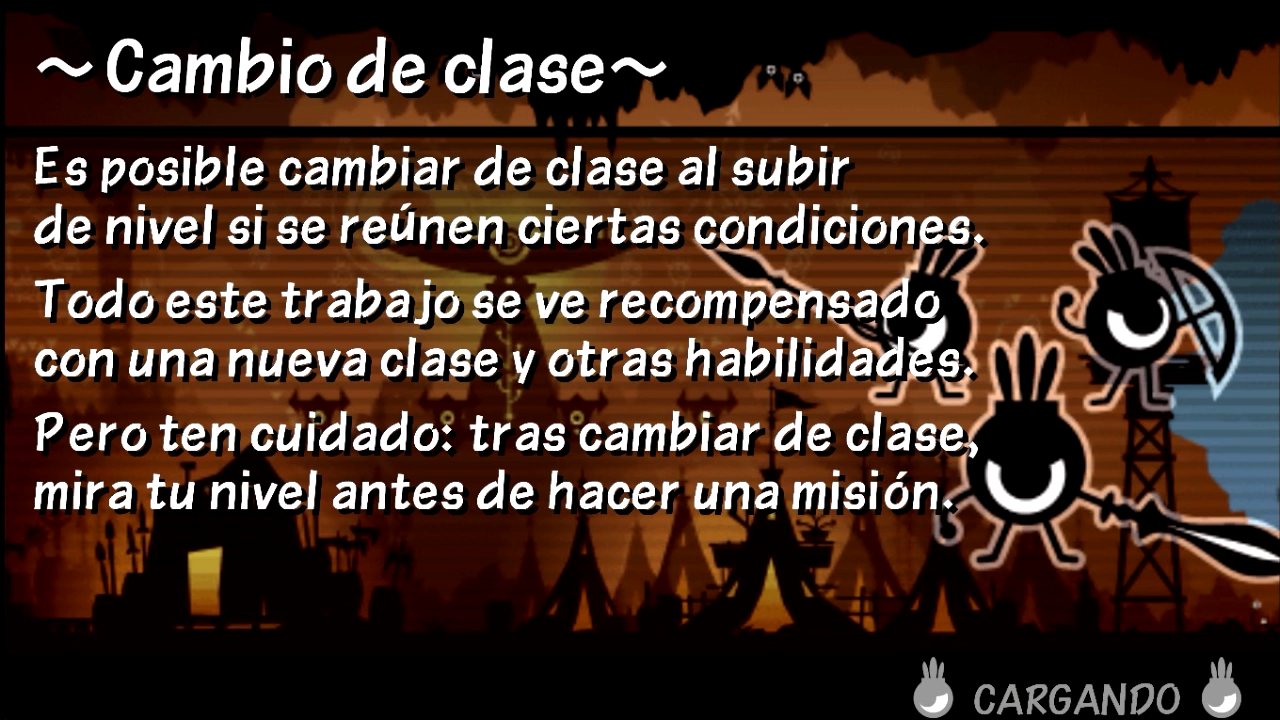 ～Cambio de clase～
Es posible cambiar de clase al subir
de nivel si se reúnen ciertas condiciones.
Todo este trabajo se ve recompensado
con una nueva clase y otras habilidades.
Pero ten cuidado: tras cambiar de clase,
mira tu nivel antes de hacer una misión.
CARGANDO